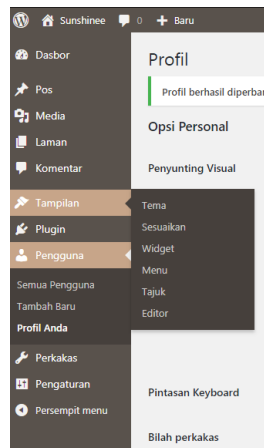 Sunshinee 0 + Baru
Dasbor
Pos
Media
Laman
Komentar
Tampilan
Plugin
Pengguna
Semua Pengguna
Tambah Baru
Profil Anda
Perkakas
Pengaturan
Persempit menu
Tema
Sesuaikan
Widget
Menu
Tajuk
Editor
Profil
Profil berhasil diperbar
Opsi Personal
Penyunting Visual
Pintasan Keyboard
Bilah perkakas